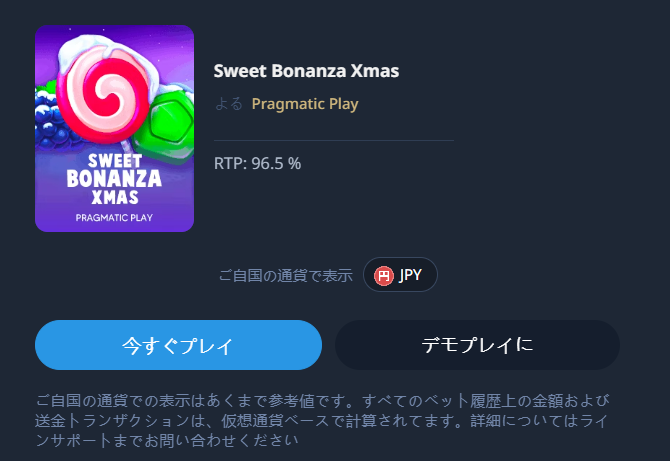 Sweet Bonanza Xmas
よる Pragmatic Play
SWEET
BONANZA
XMAS
PRAGMATIC PLAY
RTP: 96.5 %
ご自国の通貨で表示 円 JPY
今すぐプレイ
デモプレイに
ご自国の通貨での表示はあくまで参考値です。すべてのベット履歴上の金額および
送金トランザクションは、仮想通貨ベースで計算されてます。詳細についてはライ
ンサポートまでお問い合わせください